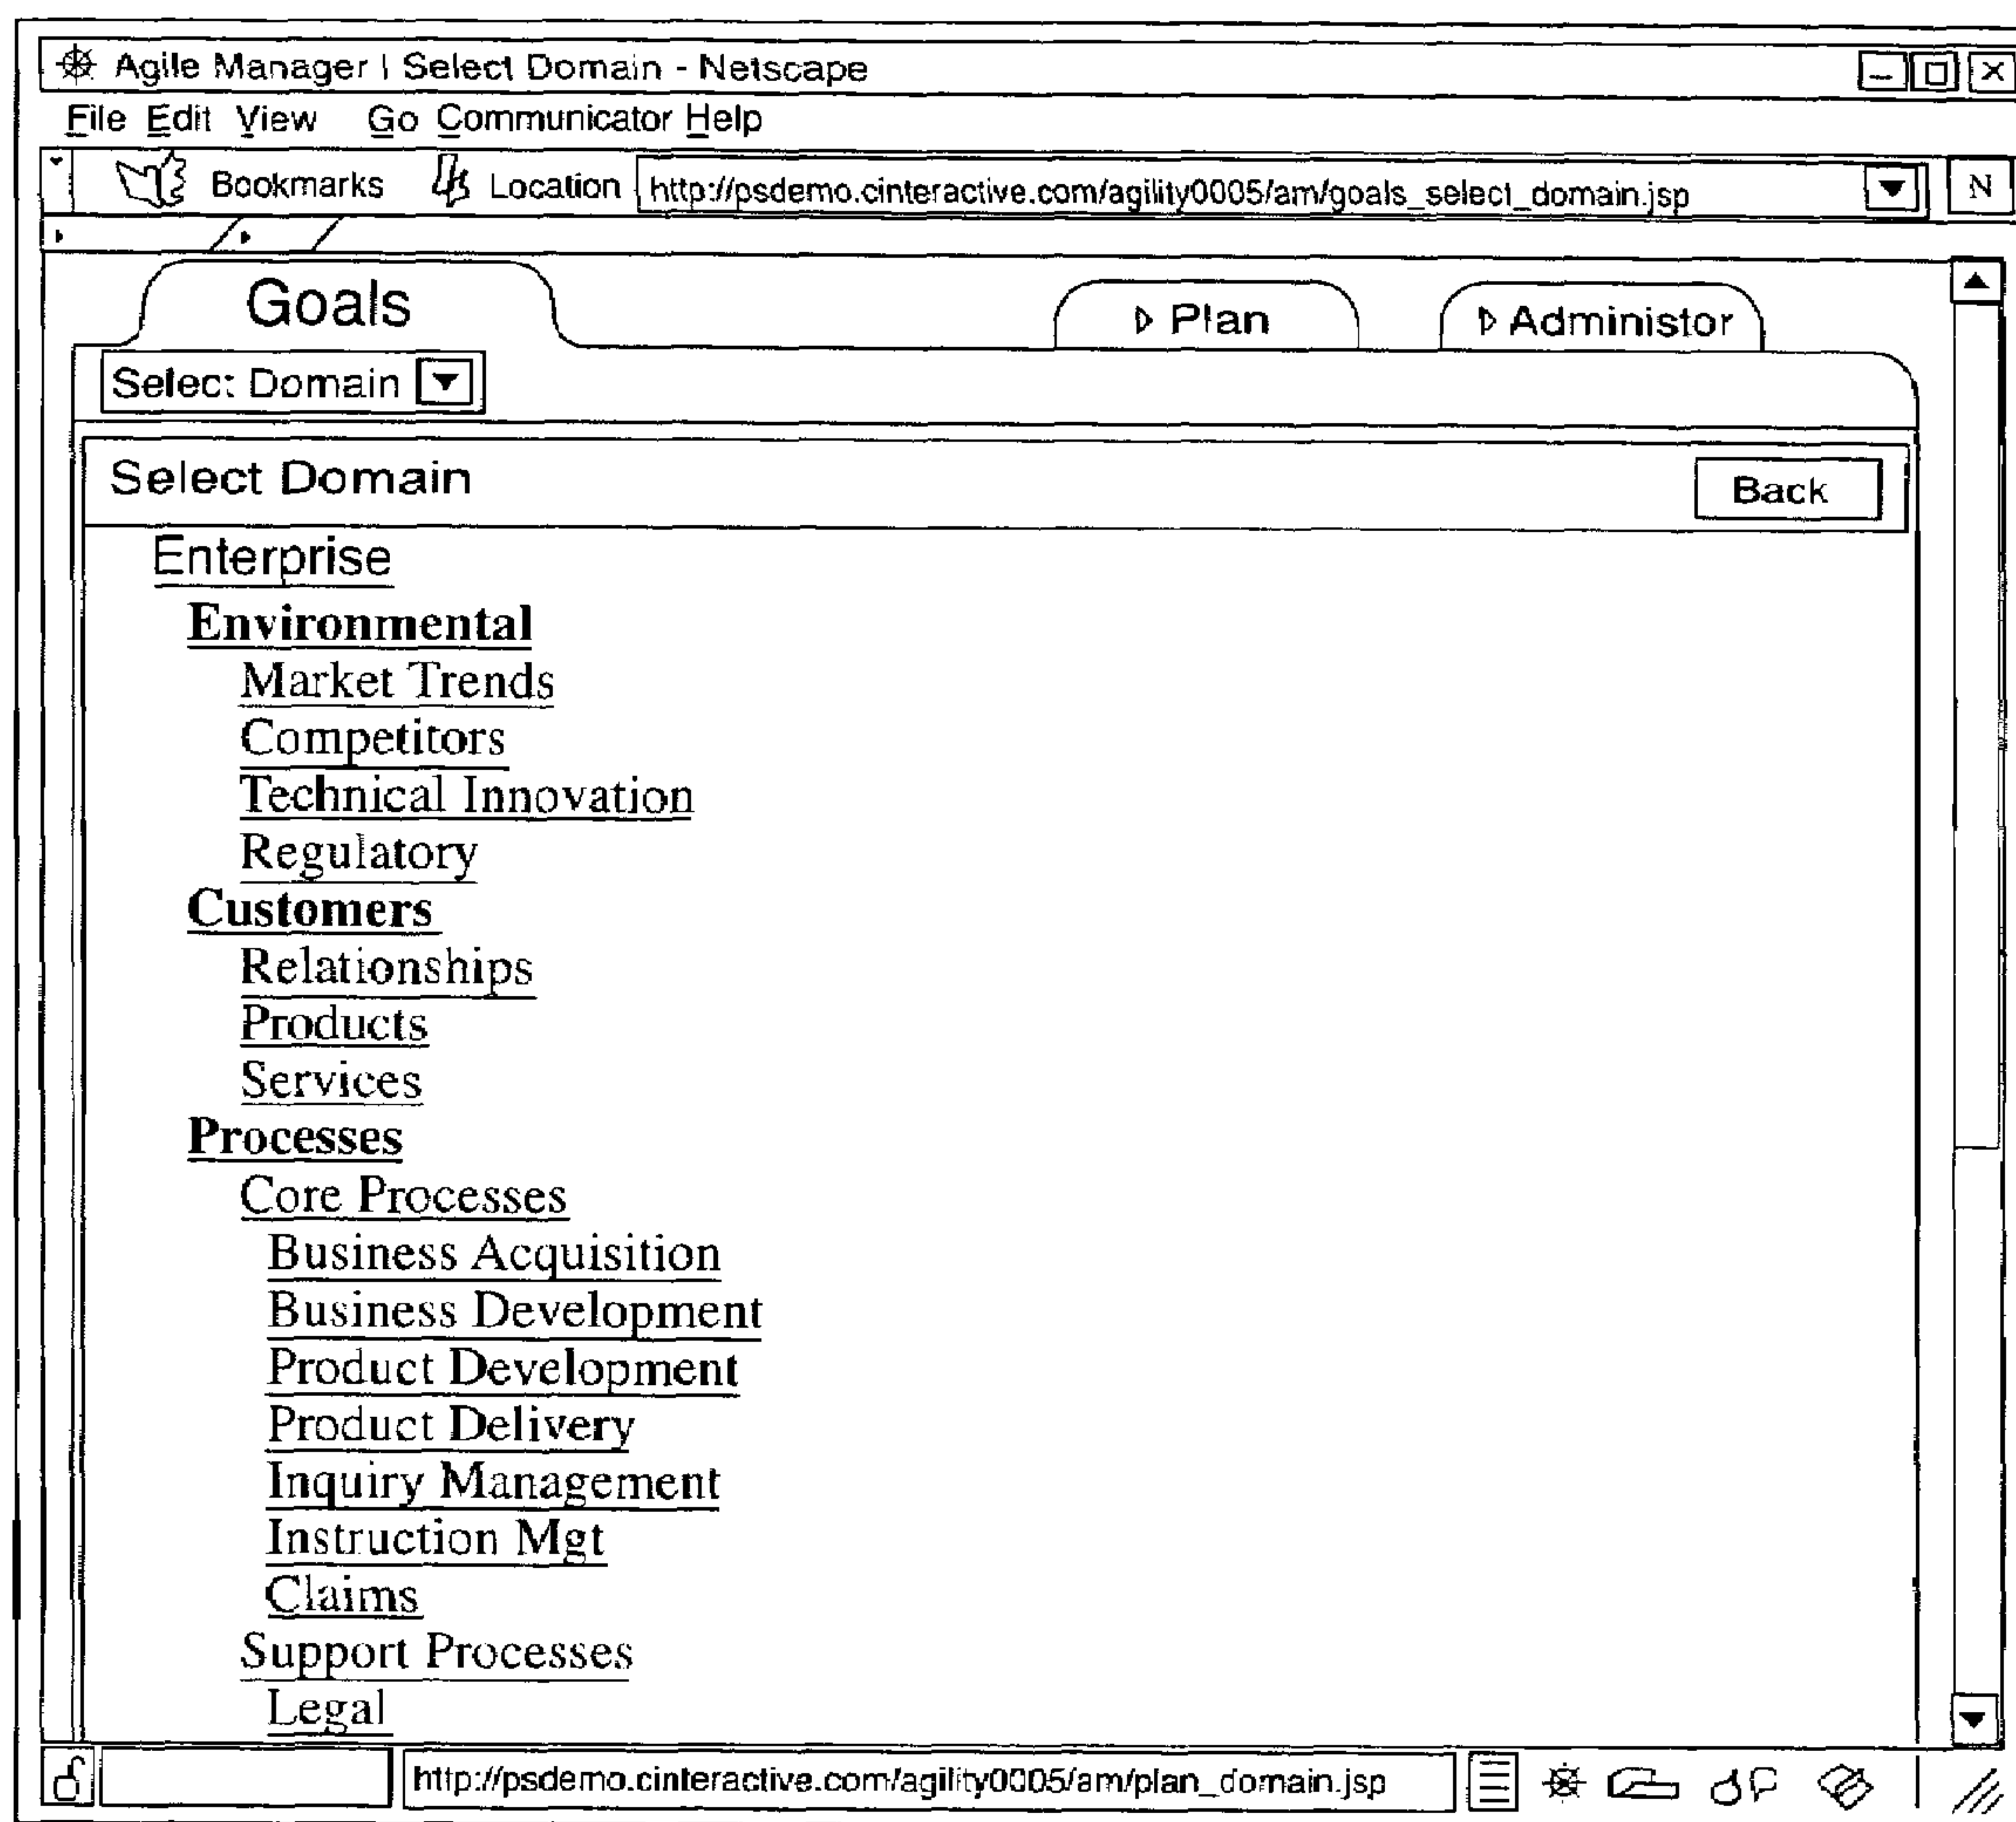 Agile Manager | Select Domain - Netscape
File Edit View Go Communicator Help
Bookmarks Location http://psdemo.cinteractive.com/agility0005/am/goals_select_domain.jsp N
Goals Plan Administor
Select Domain
Select Domain Back
Enterprise
Environmental
Market Trends
Competitors
Technical Innovation
Regulatory
Customers
Relationships
Products
Services
Processes
Core Processes
Business Acquisition
Business Development
Product Development
Product Delivery
Inquiry Management
Instruction Mgt
Claims
Support Processes
Legal
http://psdemo.cinteractive.com/agility0005/am/plan_domain.jsp